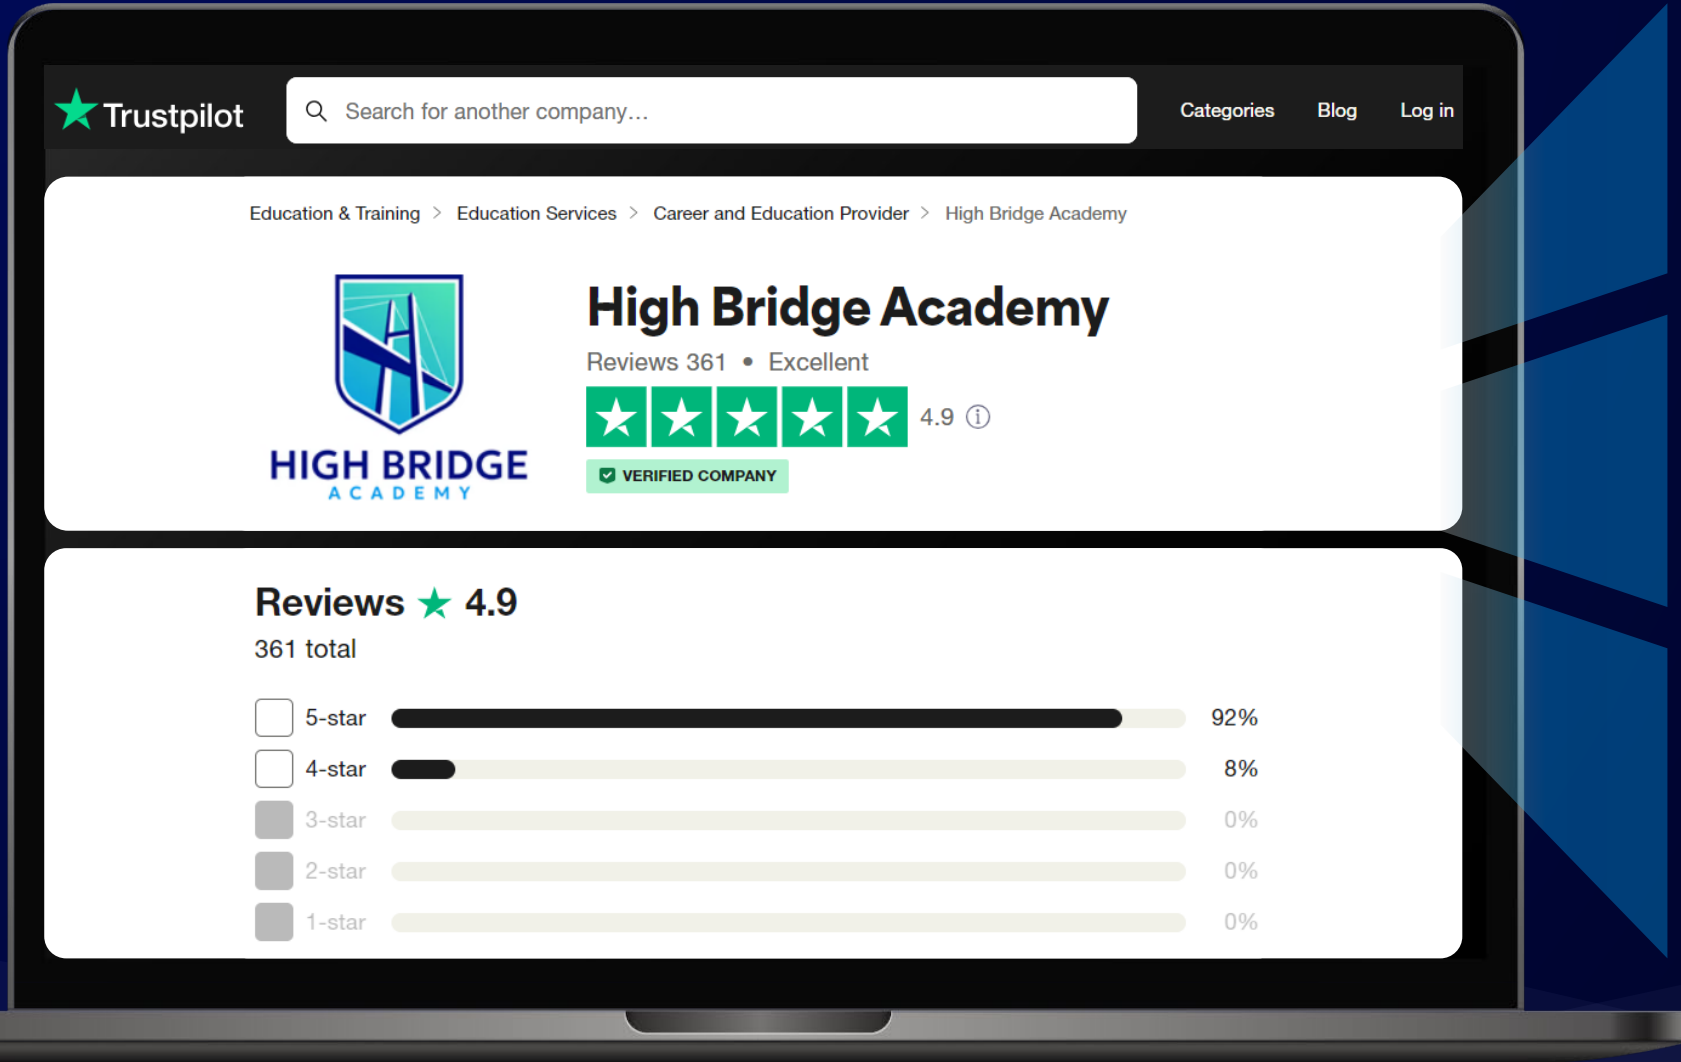 Trustpilot
Search for another company...
Categories Blog Log in
Education & Training > Education Services > Career and Education Provider > High Bridge Academy
HIGH BRIDGE
ACADEMY
High Bridge Academy
Reviews 361 • Excellent
4.9
VERIFIED COMPANY
Reviews 4.9
361 total
5-star 92%
4-star 8%
3-star 0%
2-star 0%
1-star 0%